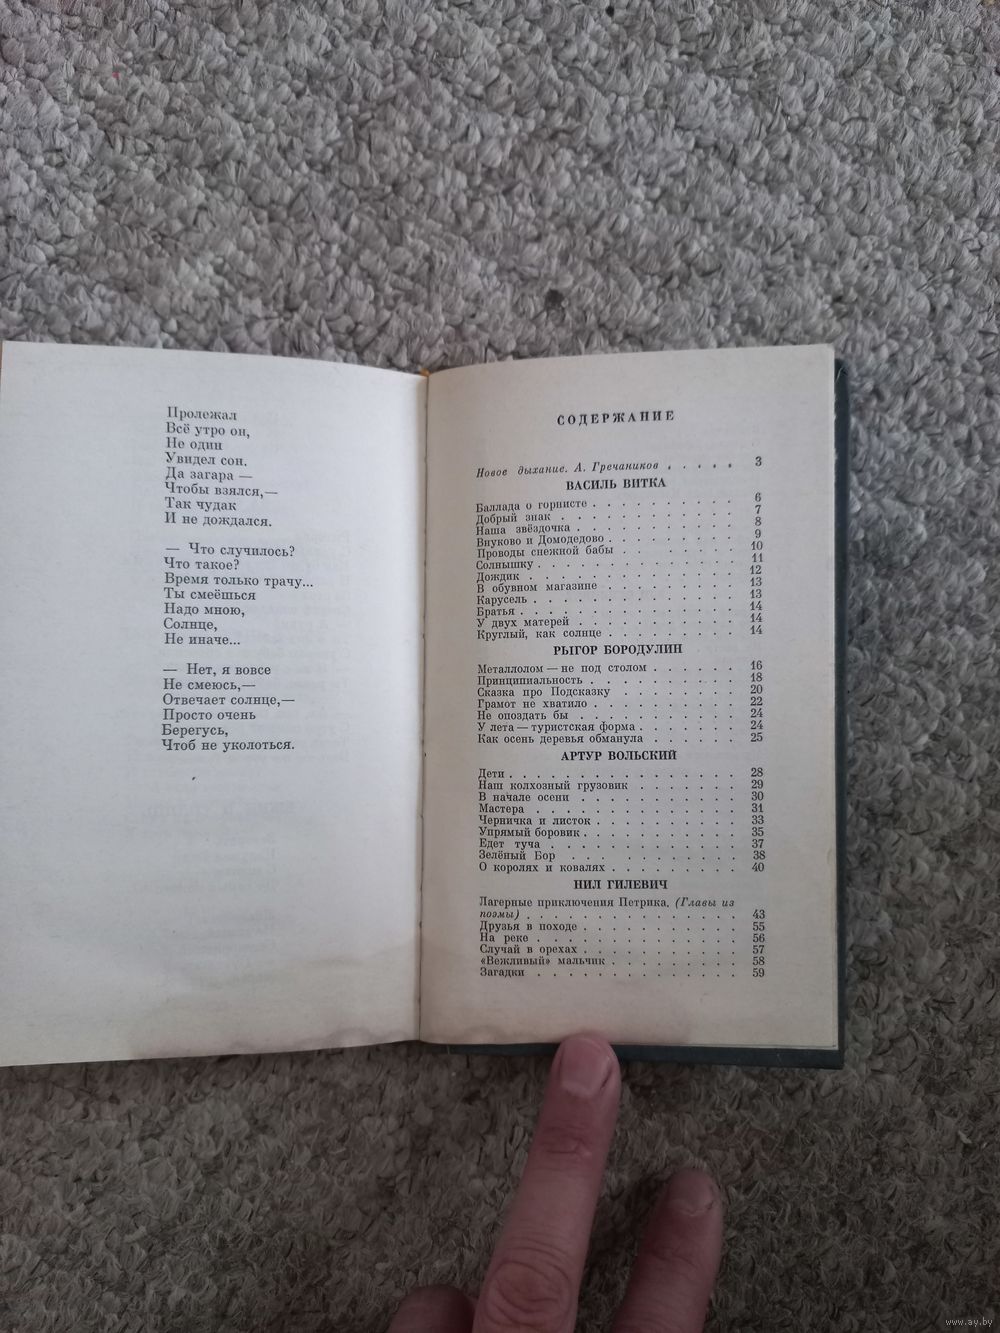 Пролежал
Всё утро он,
Не один
Увидел сон.
Да загара —
Чтобы взялся,—
Так чудак
И не дождался.
— Что случилось?
Что такое?
Время только трачу...
Ты смеёшься
Надо мною,
Солнце,
Не иначе...
— Нет, я вовсе
Не смеюсь,—
Отвечает солнце,—
Просто очень
Берегусь,
Чтоб не уколоться.
СОДЕРЖАНИЕ
Новое дыхание. А. Гречаников . . . . . 3
ВАСИЛЬ ВИТКА
Баллада о горнисте . . . . . . . . . . 6
Добрый знак . . . . . . . . . . . . 7
Наша звёздочка . . . . . . . . . . . 8
Внуково и Домодедово . . . . . . . . . 9
Проводы снежной бабы . . . . . . . . 10
Солнышку . . . . . . . . . . . . . 11
Дождик . . . . . . . . . . . . . . 12
В обувном магазине . . . . . . . . . 13
Карусель . . . . . . . . . . . . . 13
Братья . . . . . . . . . . . . . . 14
У двух матерей . . . . . . . . . . . 14
Круглый, как солнце . . . . . . . . . 14
РЫГОР БОРОДУЛИН
Металлолом — не под столом . . . . . . 16
Принципиальность . . . . . . . . . . 18
Сказка про Подсказку . . . . . . . . 20
Грамот не хватило . . . . . . . . . . 22
Не опоздать бы . . . . . . . . . . . 24
У лета — туристская форма . . . . . . . 24
Как осень деревья обманула . . . . . . 25
АРТУР ВОЛЬСКИЙ
Дети . . . . . . . . . . . . . . . 28
Наш колхозный грузовик . . . . . . . 29
В начале осени . . . . . . . . . . . 30
Мастера . . . . . . . . . . . . . 31
Черничка и листок . . . . . . . . . . 33
Упрямый боровик . . . . . . . . . . . 35
Едет туча . . . . . . . . . . . . . 37
Зелёный Бор . . . . . . . . . . . 38
О королях и ковалях . . . . . . . . . 40
НИЛ ГИЛЕВИЧ
Лагерные приключения Петрика. (Главы из
поэмы) . . . . . . . . . . . . . . 43
Друзья в походе . . . . . . . . . . . 55
На реке . . . . . . . . . . . . . 56
Случай в орехах . . . . . . . . . . . 57
«Вежливый» мальчик . . . . . . . . . 58
Загадки . . . . . . . . . . . . . 59
www.ay.by